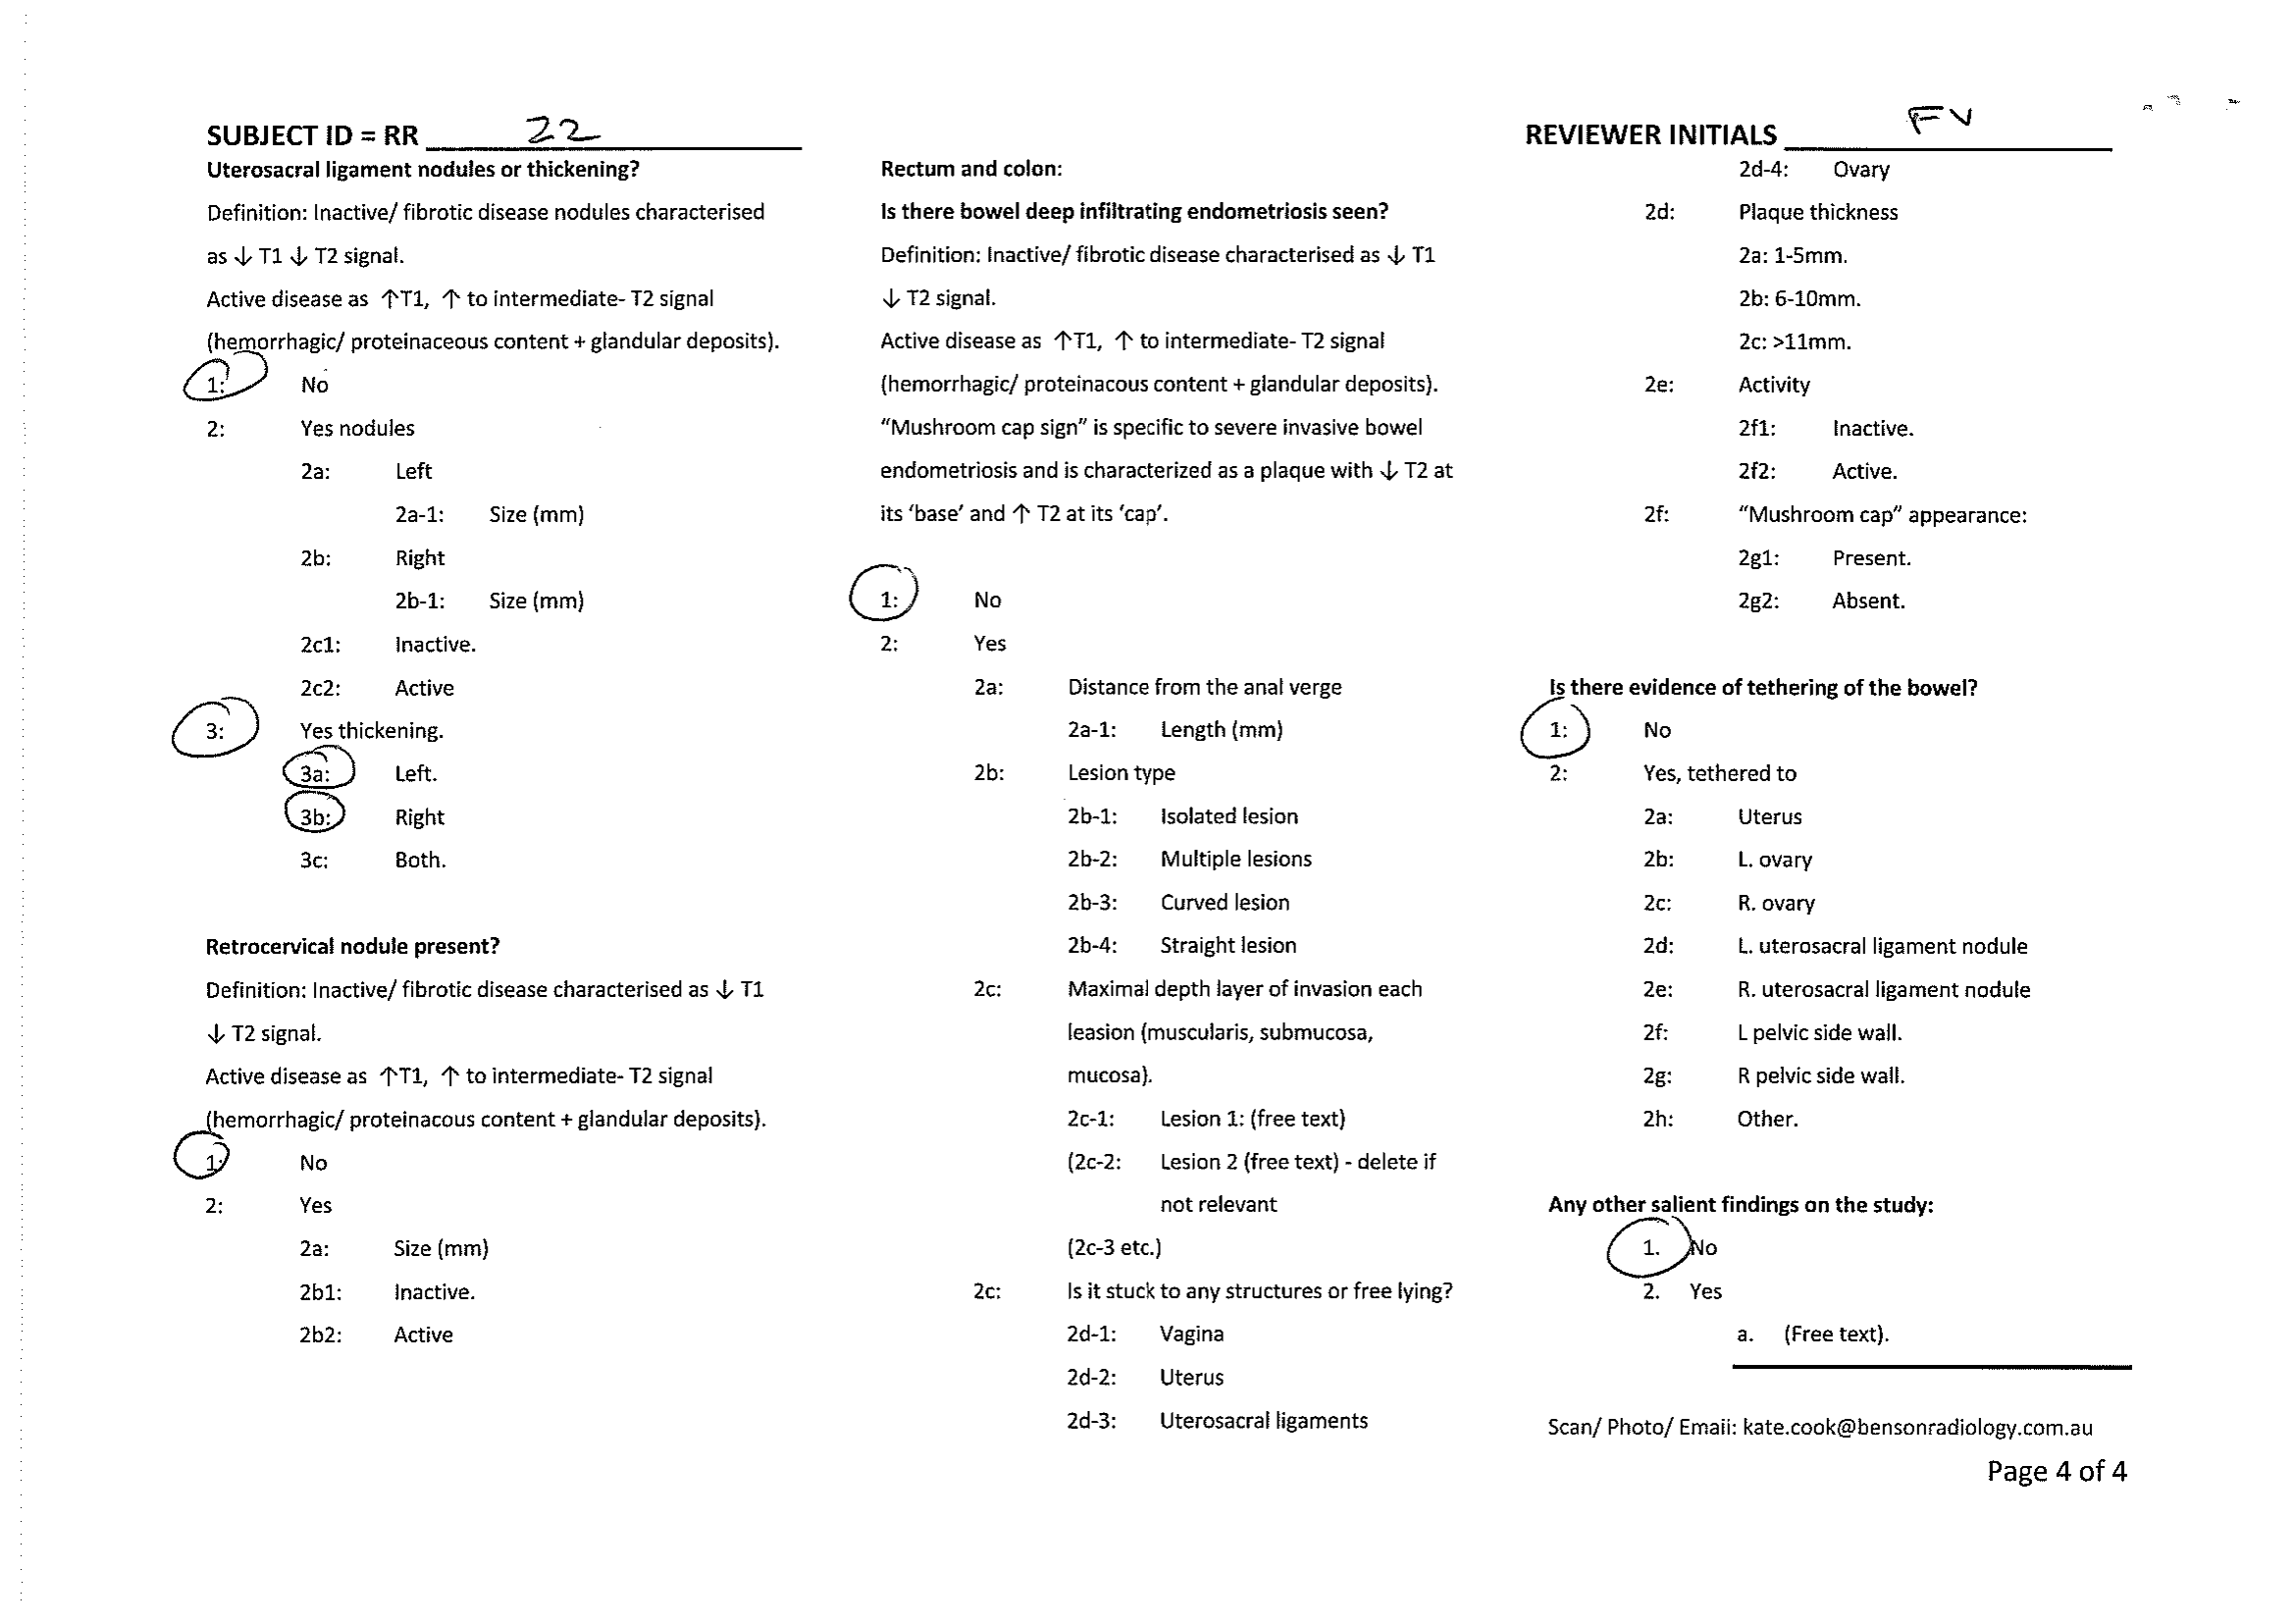 SUBJECT ID = RR 22
REVIEWER INITIALS FV
Uterosacral ligament nodules or thickening?
Definition: Inactive/ fibrotic disease nodules characterised
as ↓ T1 ↓ T2 signal.
Active disease as ↑T1, ↑ to intermediate- T2 signal
(hemorrhagic/ proteinaceous content + glandular deposits).
1: No
2: Yes nodules
2a: Left
2a-1: Size (mm)
2b: Right
2b-1: Size (mm)
2c1: Inactive.
2c2: Active
3: Yes thickening.
3a: Left.
3b: Right
3c: Both.
Retrocervical nodule present?
Definition: Inactive/ fibrotic disease characterised as ↓ T1
↓ T2 signal.
Active disease as ↑T1, ↑ to intermediate- T2 signal
(hemorrhagic/ proteinacous content + glandular deposits).
1: No
2: Yes
2a: Size (mm)
2b1: Inactive.
2b2: Active
Rectum and colon:
Is there bowel deep infiltrating endometriosis seen?
Definition: Inactive/ fibrotic disease characterised as ↓ T1
↓ T2 signal.
Active disease as ↑T1, ↑ to intermediate- T2 signal
(hemorrhagic/ proteinacous content + glandular deposits).
“Mushroom cap sign” is specific to severe invasive bowel
endometriosis and is characterized as a plaque with ↓ T2 at
its ‘base’ and ↑ T2 at its ‘cap’.
1: No
2: Yes
2a: Distance from the anal verge
2a-1: Length (mm)
2b: Lesion type
2b-1: Isolated lesion
2b-2: Multiple lesions
2b-3: Curved lesion
2b-4: Straight lesion
2c: Maximal depth layer of invasion each
leasion (muscularis, submucosa,
mucosa).
2c-1: Lesion 1: (free text)
(2c-2: Lesion 2 (free text) - delete if
not relevant
(2c-3 etc.)
2c: Is it stuck to any structures or free lying?
2d-1: Vagina
2d-2: Uterus
2d-3: Uterosacral ligaments
2d-4: Ovary
2d: Plaque thickness
2a: 1-5mm.
2b: 6-10mm.
2c: >11mm.
2e: Activity
2f1: Inactive.
2f2: Active.
2f: “Mushroom cap” appearance:
2g1: Present.
2g2: Absent.
Is there evidence of tethering of the bowel?
1: No
2: Yes, tethered to
2a: Uterus
2b: L. ovary
2c: R. ovary
2d: L. uterosacral ligament nodule
2e: R. uterosacral ligament nodule
2f: L pelvic side wall.
2g: R pelvic side wall.
2h: Other.
Any other salient findings on the study:
1. No
2. Yes
a. (Free text).
Scan/ Photo/ Email: kate.cook@bensonradiology.com.au
Page 4 of 4